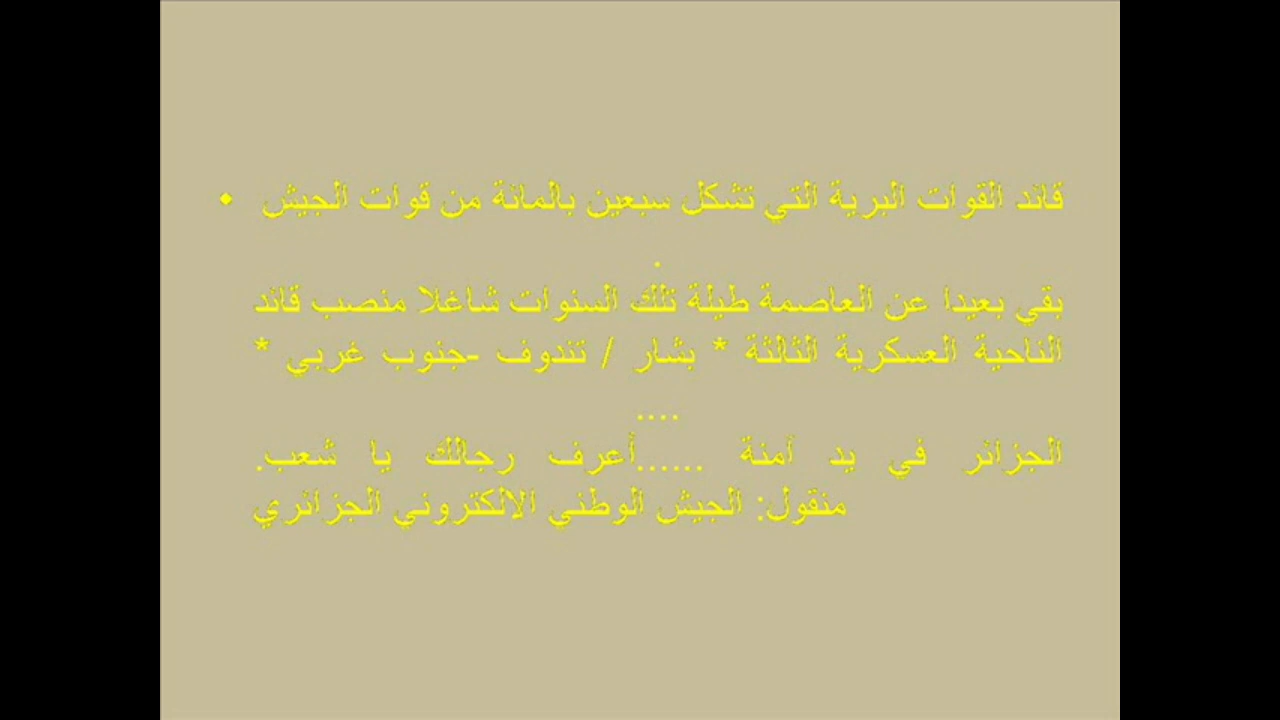 • قائد القوات البرية التي تشكل سبعين بالمائة من قوات الجيش
.
بقي بعيدا عن العاصمة طيلة تلك السنوات شاغلا منصب قائد
الناحية العسكرية الثالثة * بشار / تندوف -جنوب غربي *
....
الجزائر في يد آمنة ......أعرف رجالك يا شعب.
منقول: الجيش الوطني الالكتروني الجزائري